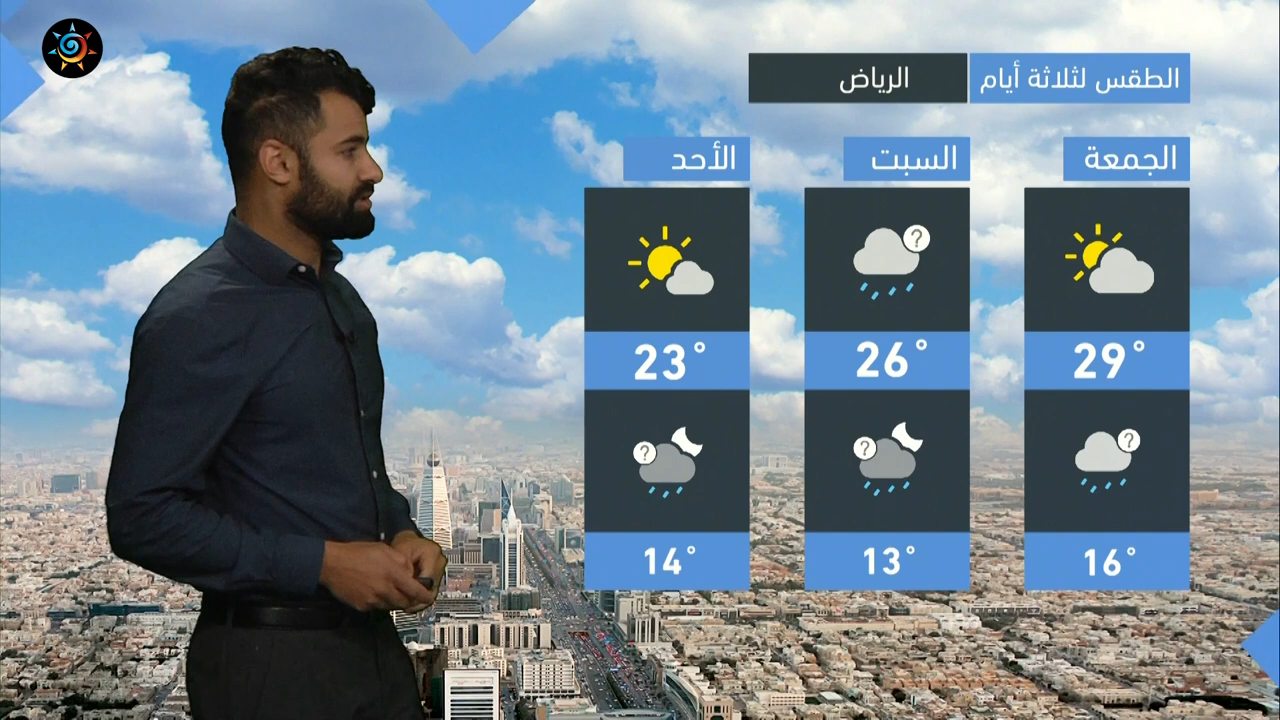 الطقس لثلاثة أيام
الرياض
الجمعة
السبت
الأحد
?
29°
26°
23°
?
?
?
16°
13°
14°